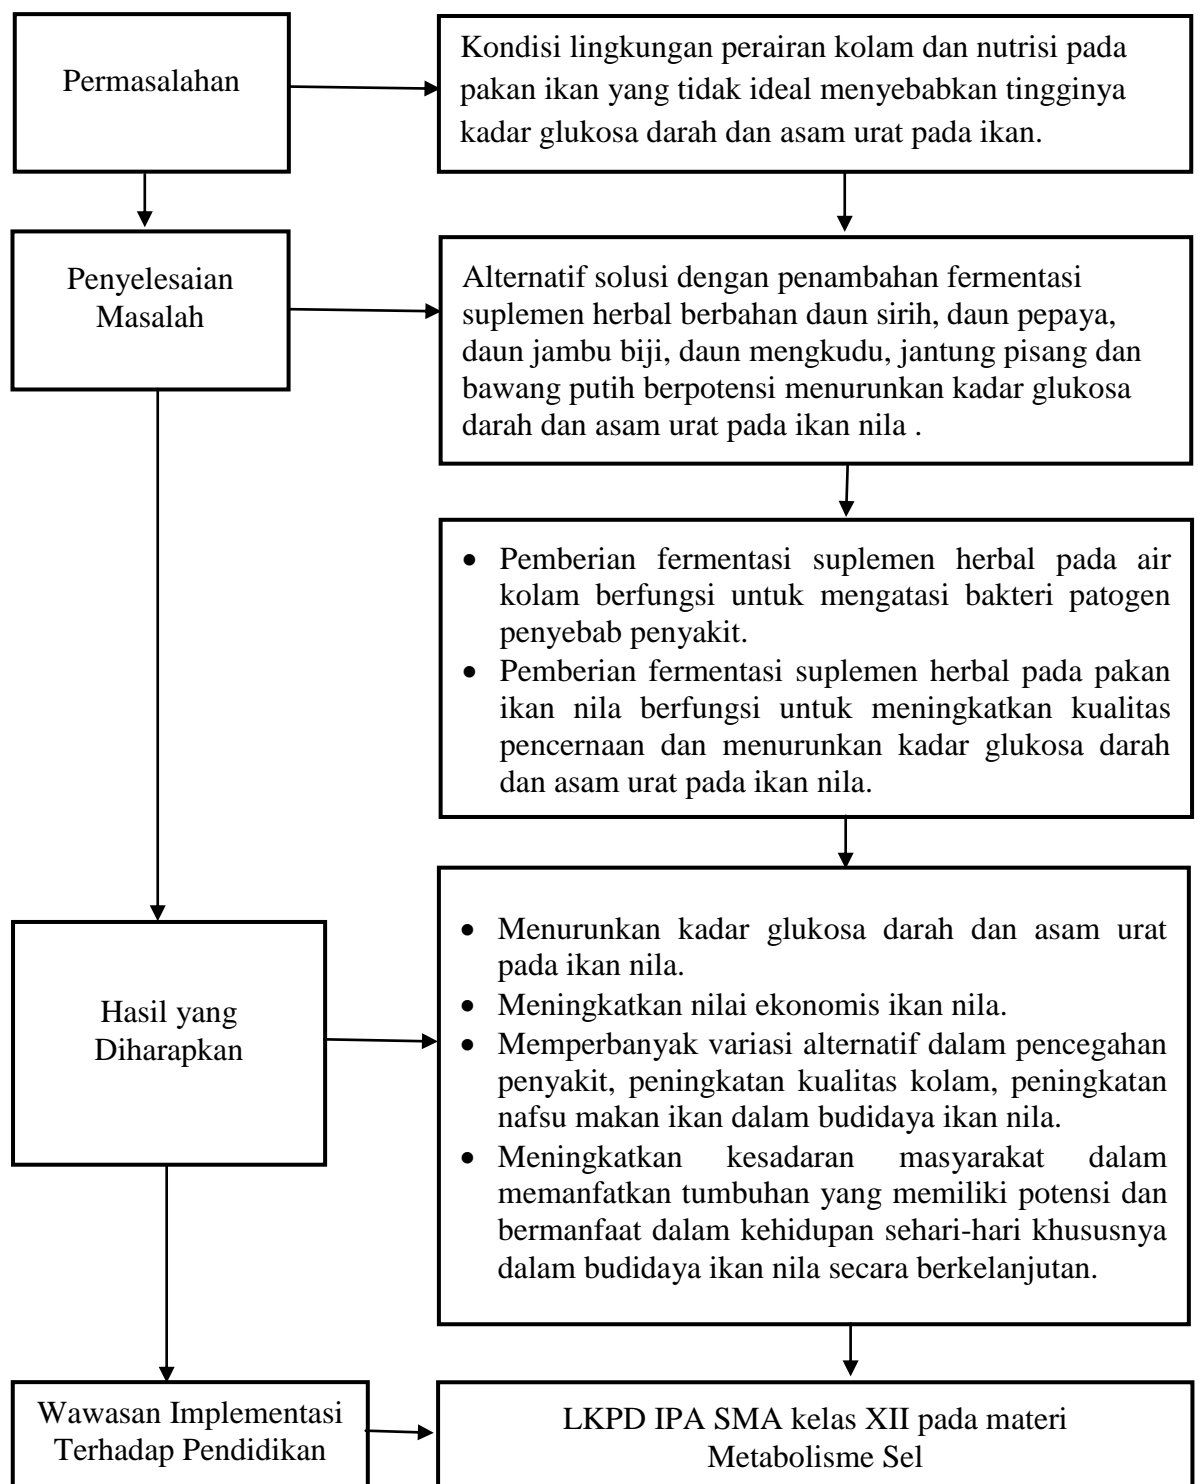 Permasalahan
Kondisi lingkungan perairan kolam dan nutrisi pada
pakan ikan yang tidak ideal menyebabkan tingginya
kadar glukosa darah dan asam urat pada ikan.
Penyelesaian
Masalah
Alternatif solusi dengan penambahan fermentasi
suplemen herbal berbahan daun sirih, daun pepaya,
daun jambu biji, daun mengkudu, jantung pisang dan
bawang putih berpotensi menurunkan kadar glukosa
darah dan asam urat pada ikan nila .
• Pemberian fermentasi suplemen herbal pada air
kolam berfungsi untuk mengatasi bakteri patogen
penyebab penyakit.
• Pemberian fermentasi suplemen herbal pada pakan
ikan nila berfungsi untuk meningkatkan kualitas
pencernaan dan menurunkan kadar glukosa darah
dan asam urat pada ikan nila.
Hasil yang
Diharapkan
• Menurunkan kadar glukosa darah dan asam urat
pada ikan nila.
• Meningkatkan nilai ekonomis ikan nila.
• Memperbanyak variasi alternatif dalam pencegahan
penyakit, peningkatan kualitas kolam, peningkatan
nafsu makan ikan dalam budidaya ikan nila.
• Meningkatkan kesadaran masyarakat dalam
memanfatkan tumbuhan yang memiliki potensi dan
bermanfaat dalam kehidupan sehari-hari khususnya
dalam budidaya ikan nila secara berkelanjutan.
Wawasan Implementasi
Terhadap Pendidikan
LKPD IPA SMA kelas XII pada materi
Metabolisme Sel